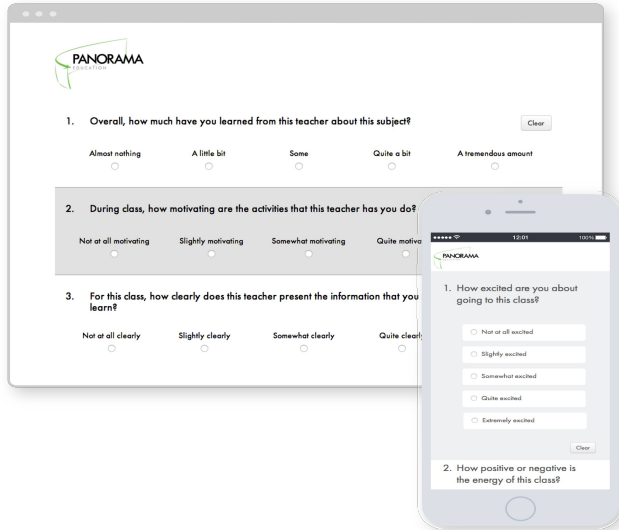 PANORAMA
EDUCATION
1. Overall, how much have you learned from this teacher about this subject?
Clear
Almost nothing A little bit Some Quite a bit A tremendous amount
2. During class, how motivating are the activities that this teacher has you do?
Not at all motivating Slightly motivating Somewhat motivating Quite motiva
3. For this class, how clearly does this teacher present the information that you
learn?
Not at all clearly Slightly clearly Somewhat clearly Quite clearly
12:01 100%
PANORAMA
1. How excited are you about
going to this class?
Not at all excited
Slightly excited
Somewhat excited
Quite excited
Extremely excited
Clear
2. How positive or negative is
the energy of this class?